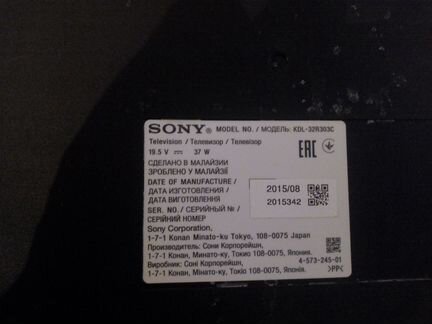 SONY® MODEL NO. / МОДЕЛЬ: KDL-32R303C
Television / Телевизор / Телевізор
19.5 V ⎓ 37 W
СДЕЛАНО В МАЛАЙЗИИ
ЗРОБЛЕНО У МАЛАЙЗІЇ
EAC
DATE OF MANUFACTURE /
ДАТА ИЗГОТОВЛЕНИЯ /
ДАТА ВИГОТОВЛЕННЯ
2015/08
SER. NO. / СЕРИЙНЫЙ № /
СЕРІЙНИЙ НОМЕР
2015342
Sony Corporation,
1-7-1 Konan Minato-ku Tokyo, 108-0075 Japan
Производитель: Сони Корпорейшн,
1-7-1 Конан, Минато-ку, Токио 108-0075, Япония.
Виробник: Соні Корпорейшн,
1-7-1 Конан, Мінато-ку, Токіо 108-0075, Японія.
4-573-245-01
>PP<